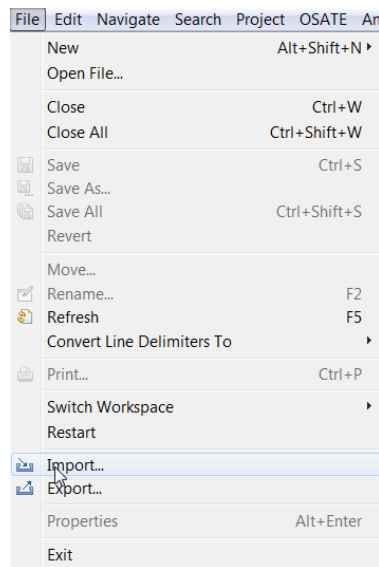 File Edit Navigate Search Project OSATE An
New Alt+Shift+N
Open File...
Close Ctrl+W
Close All Ctrl+Shift+W
Save Ctrl+S
Save As...
Save All Ctrl+Shift+S
Revert
Move...
Rename... F2
Refresh F5
Convert Line Delimiters To
Print... Ctrl+P
Switch Workspace
Restart
Import...
Export...
Properties Alt+Enter
Exit